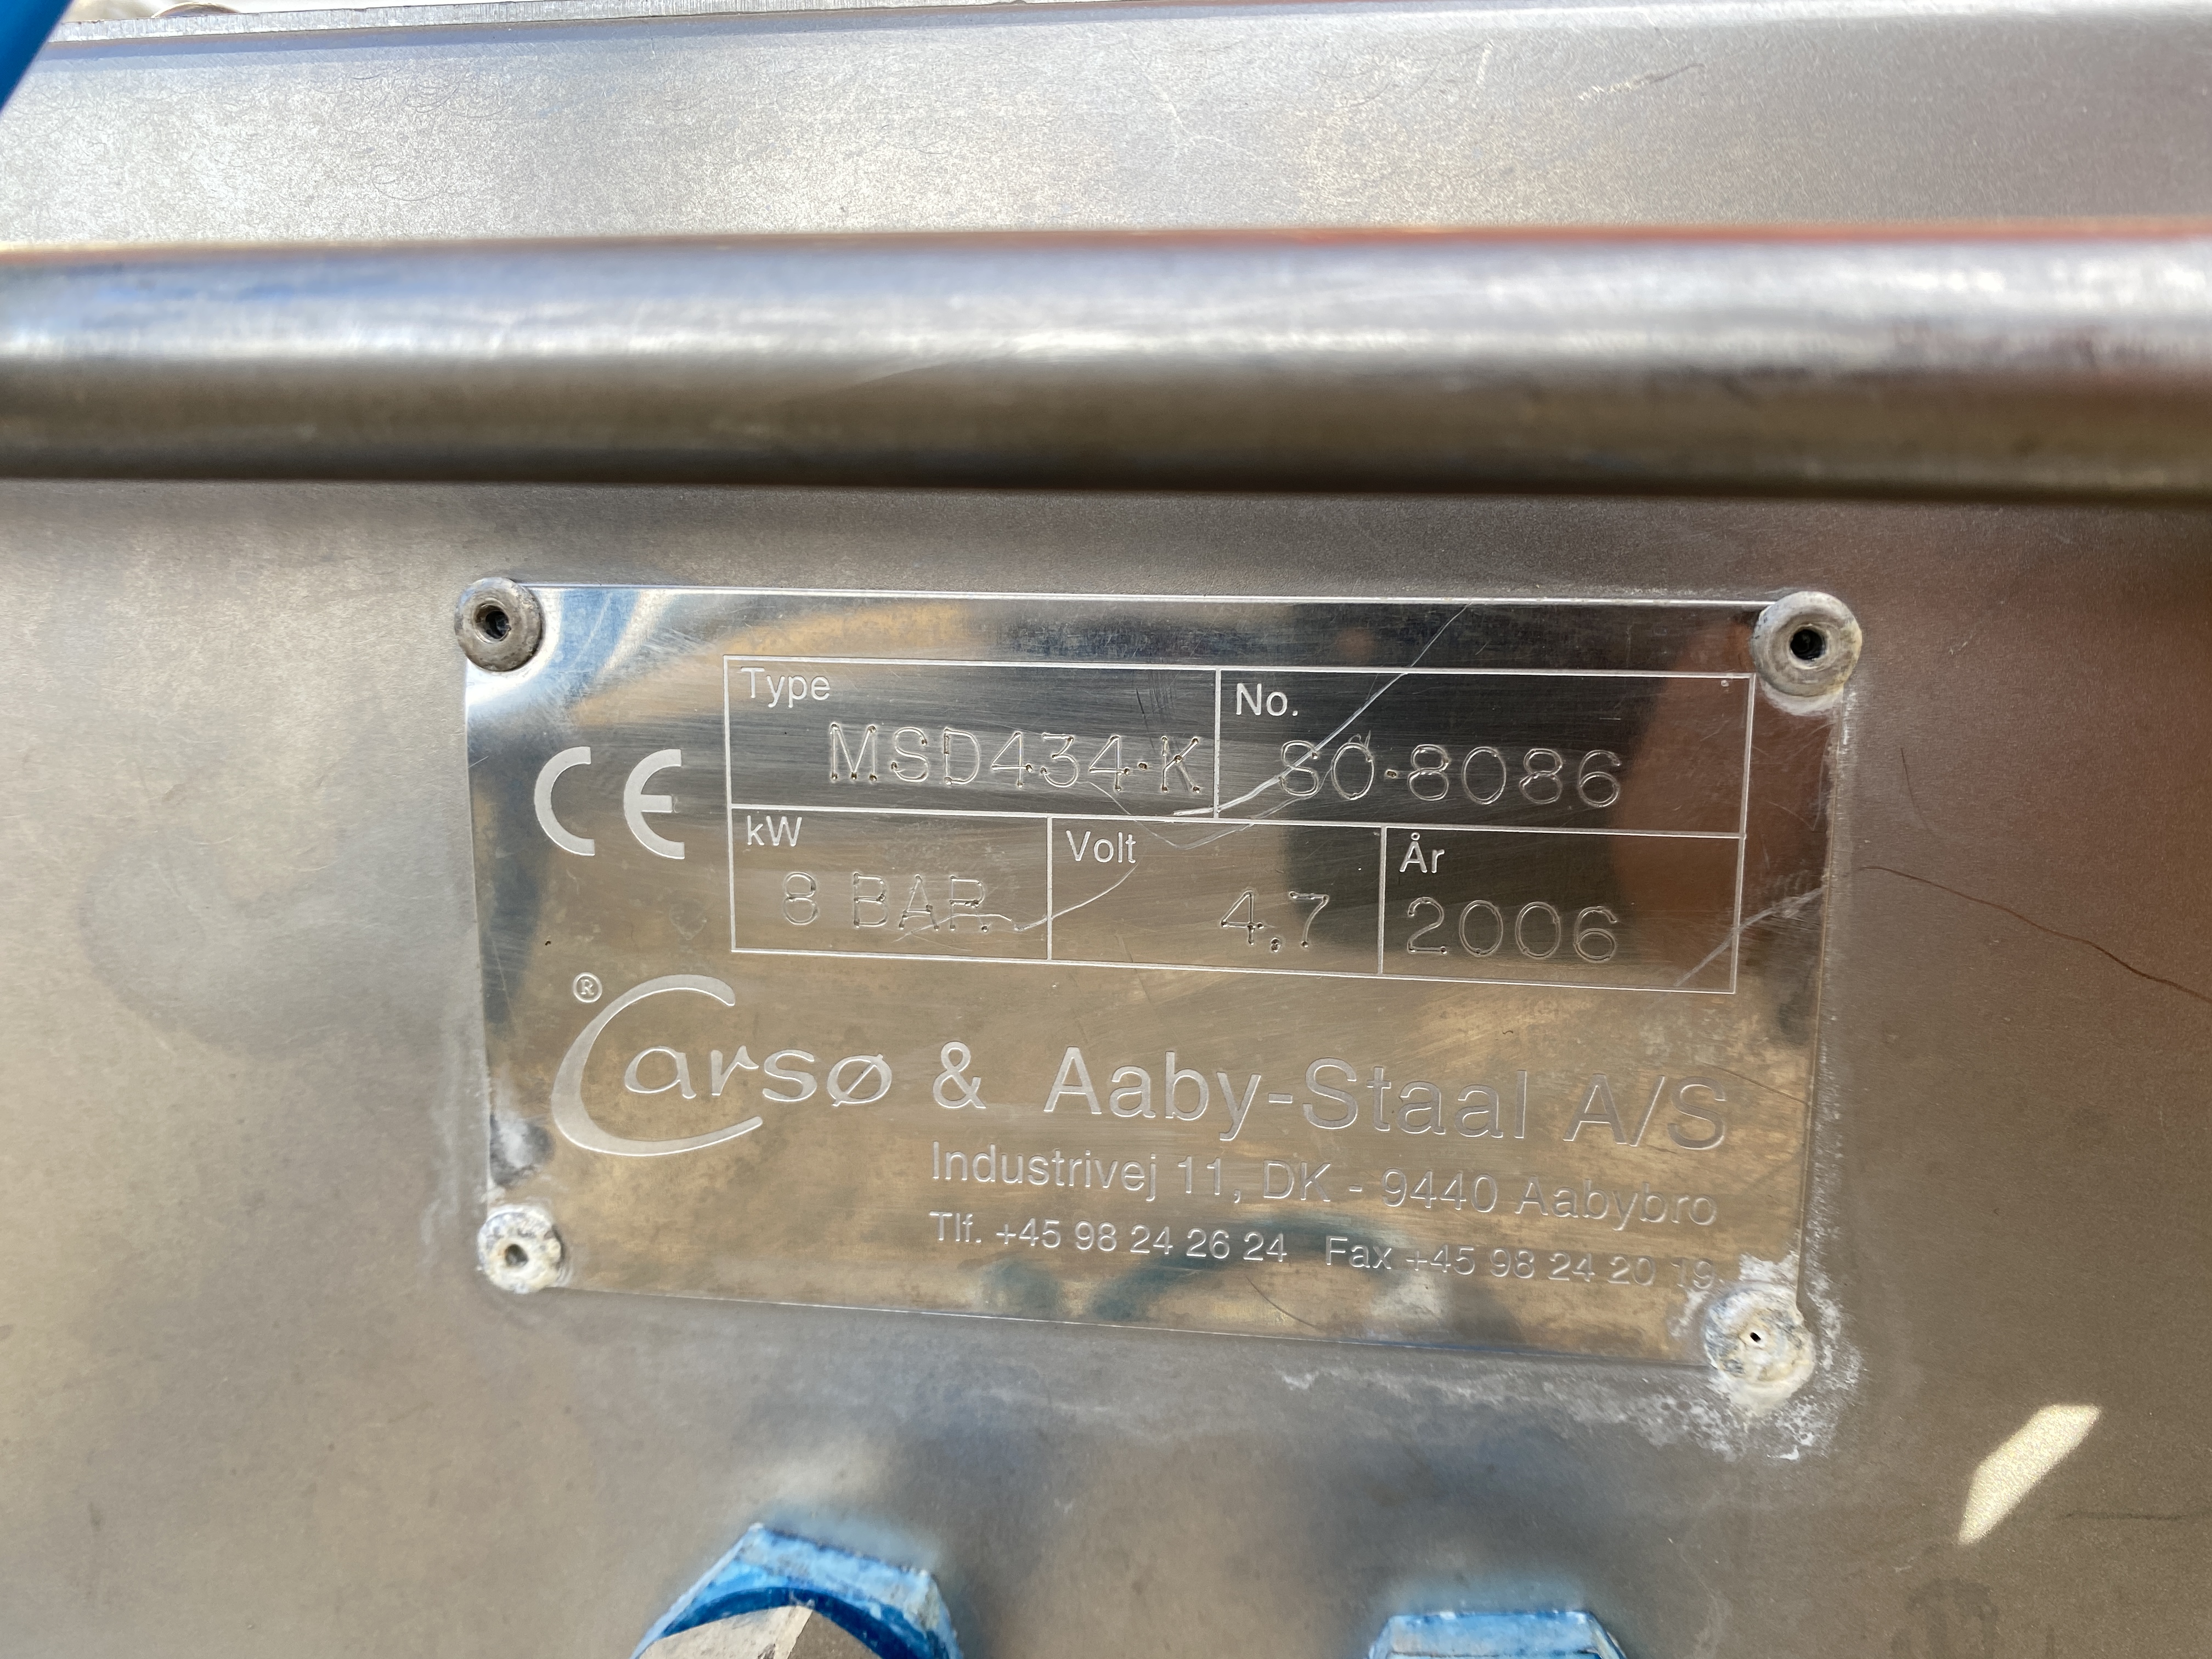 Type No.
MSD434-K SO-8086
CE
kW Volt År
8 BAR. 4,7 2006
®
Carsø & Aaby-Staal A/S
Industrivej 11, DK - 9440 Aabybro
Tlf. +45 98 24 26 24 Fax +45 98 24 20 19